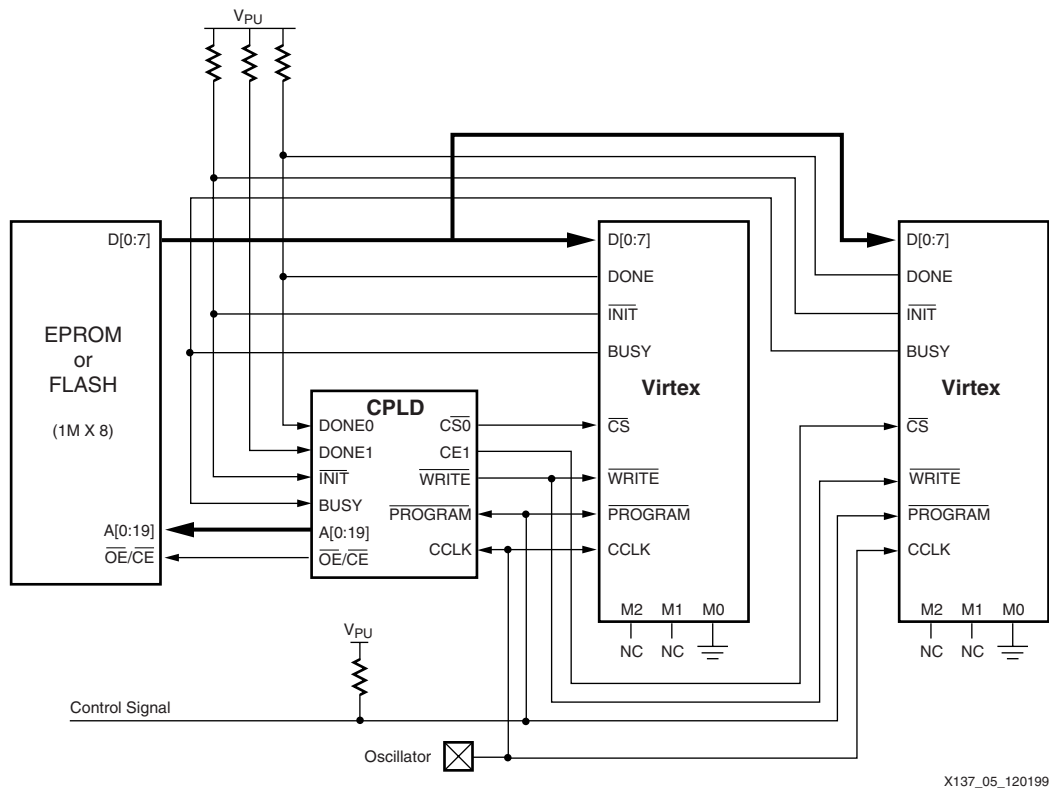 VPU
D[0:7]
EPROM
or
FLASH
(1M X 8)
A[0:19]
OE/CE
CPLD
DONE0
DONE1
INIT
BUSY
A[0:19]
OE/CE
CS0
CE1
WRITE
PROGRAM
CCLK
D[0:7]
DONE
INIT
BUSY
Virtex
CS
WRITE
PROGRAM
CCLK
M2 M1 M0
NC NC
D[0:7]
DONE
INIT
BUSY
Virtex
CS
WRITE
PROGRAM
CCLK
M2 M1 M0
NC NC
VPU
Control Signal
Oscillator
X137_05_120199